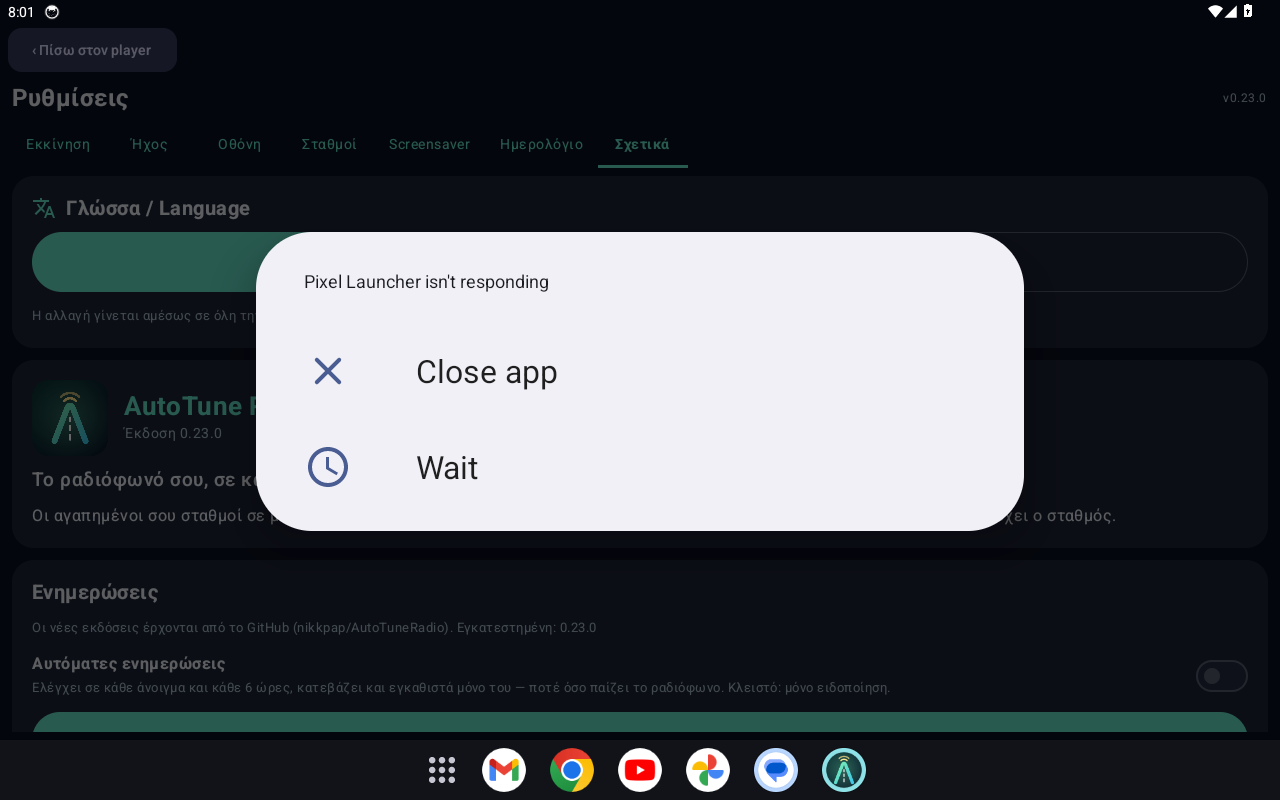 8:01
‹ Πίσω στον player
Ρυθμίσεις
v0.23.0
Εκκίνηση Ήχος Οθόνη Σταθμοί Screensaver Ημερολόγιο Σχετικά
Γλώσσα / Language
Η αλλαγή γίνεται αμέσως σε όλη
Pixel Launcher isn't responding
Close app
Wait
AutoTune
Έκδοση 0.23.0
Το ραδιόφωνό σου, σε
Οι αγαπημένοι σου σταθμοί σε
ο σταθμός.
Ενημερώσεις
Οι νέες εκδόσεις έρχονται από το GitHub (nikkpap/AutoTuneRadio). Εγκατεστημένη: 0.23.0
Αυτόματες ενημερώσεις
Ελέγχει σε κάθε άνοιγμα και κάθε 6 ώρες, κατεβάζει και εγκαθιστά μόνο του — ποτέ όσο παίζει το ραδιόφωνο. Κλειστό: μόνο ειδοποίηση.